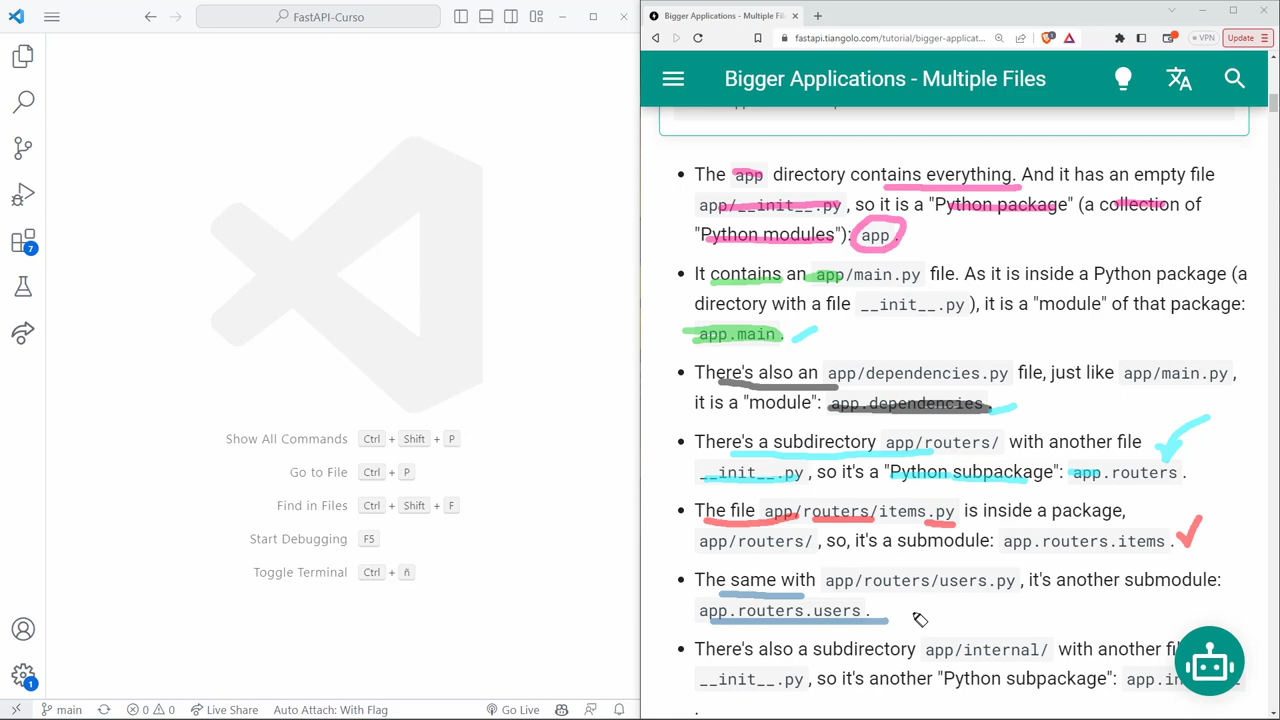 FastAPI-Curso
7
Show All Commands Ctrl + Shift + P
Go to File Ctrl + P
Find in Files Ctrl + Shift + F
Start Debugging F5
Toggle Terminal Ctrl + ñ
1
main
0 0
Live Share
Auto Attach: With Flag
Go Live
Bigger Applications - Multiple Files
fastapi.tiangolo.com/tutorial/bigger-applicat...
VPN
Update
Bigger Applications - Multiple Files
• The app directory contains everything. And it has an empty file
app/__init__.py, so it is a "Python package" (a collection of
"Python modules"): app.
• It contains an app/main.py file. As it is inside a Python package (a
directory with a file __init__.py), it is a "module" of that package:
app.main.
• There's also an app/dependencies.py file, just like app/main.py,
it is a "module": app.dependencies.
• There's a subdirectory app/routers/ with another file
__init__.py, so it's a "Python subpackage": app.routers.
• The file app/routers/items.py is inside a package,
app/routers/, so, it's a submodule: app.routers.items.
• The same with app/routers/users.py, it's another submodule:
app.routers.users.
• There's also a subdirectory app/internal/ with another
__init__.py, so it's another "Python subpackage":
.